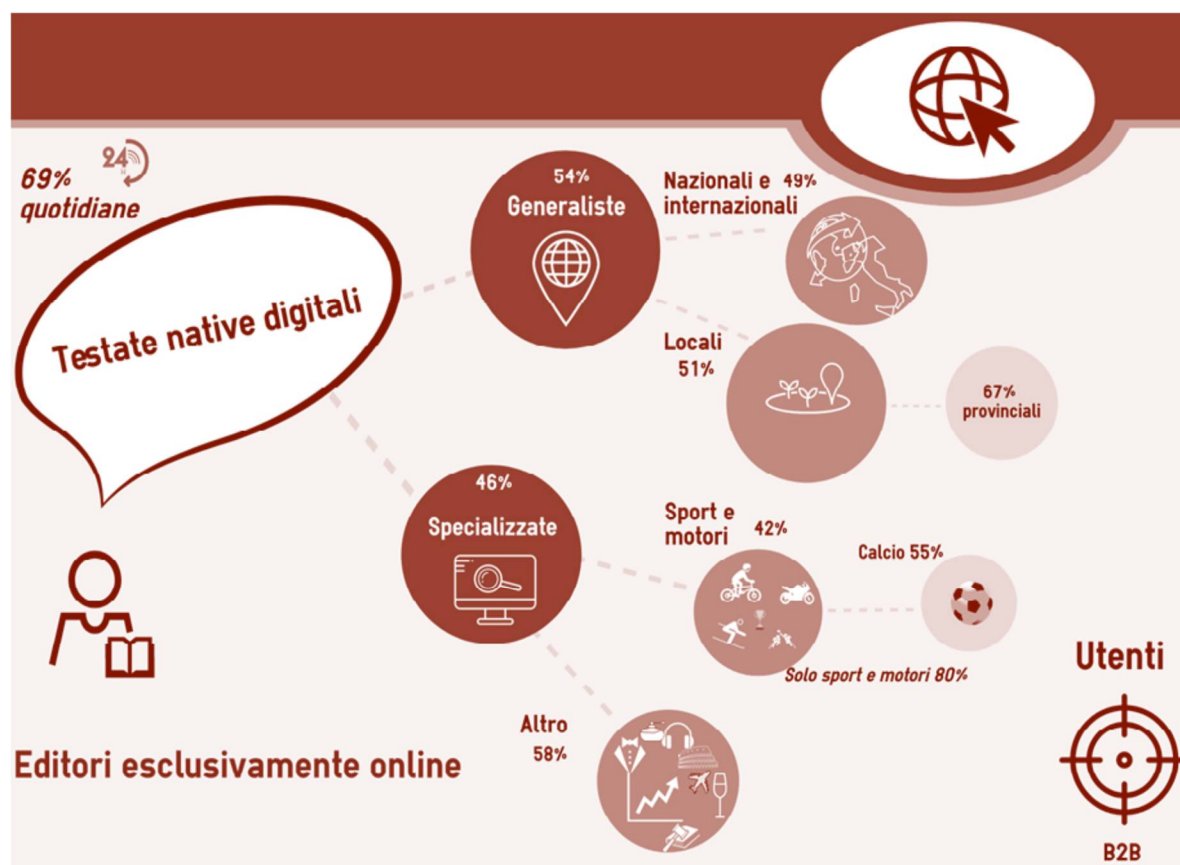 69%
quotidiane
24
Testate native digitali
54%
Generaliste
Nazionali e 49%
internazionali
Locali
51%
67%
provinciali
46%
Specializzate
Sport e
motori 42%
Calcio 55%
Solo sport e motori 80%
Altro
58%
Editori esclusivamente online
Utenti
B2B